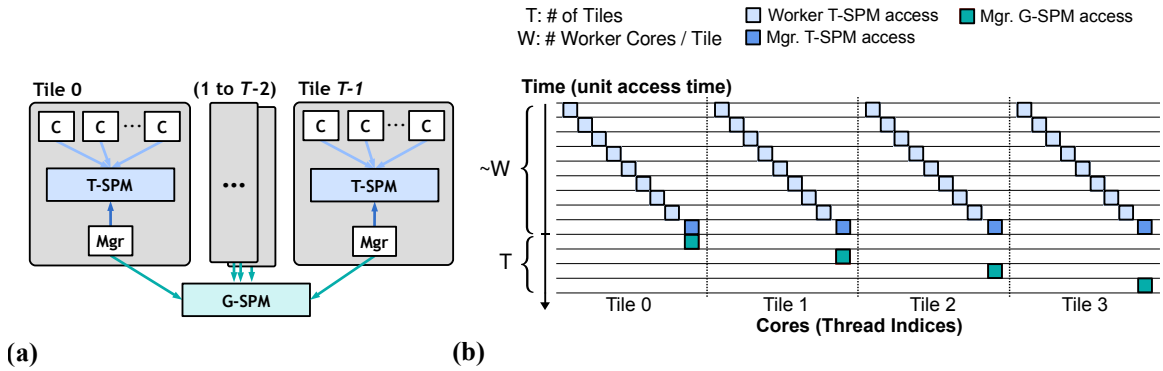 T: # of Tiles
W: # Worker Cores / Tile
Worker T-SPM access
Mgr. T-SPM access
Mgr. G-SPM access
Tile 0
(1 to T-2)
Tile T-1
C C ... C
C C ... C
T-SPM
...
T-SPM
Mgr
Mgr
G-SPM
(a)
Time (unit access time)
~W
T
Tile 0
Tile 1
Tile 2
Tile 3
Cores (Thread Indices)
(b)